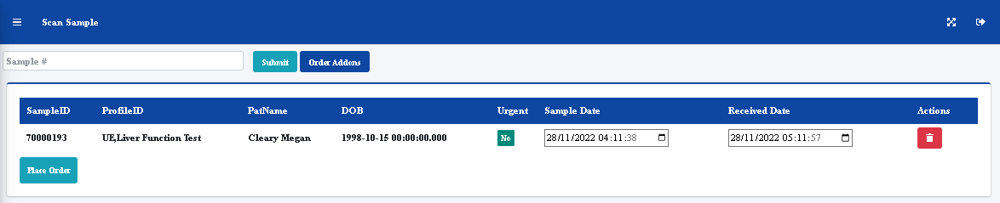 Scan Sample
Sample #
Submit
Order Addons
SampleID ProfileID PatName DOB Urgent Sample Date Received Date Actions
70000193 UE,Liver Function Test Cleary Megan 1998-10-15 00:00:00.000 No 28/11/2022 04:11:38 28/11/2022 05:11:57
Place Order